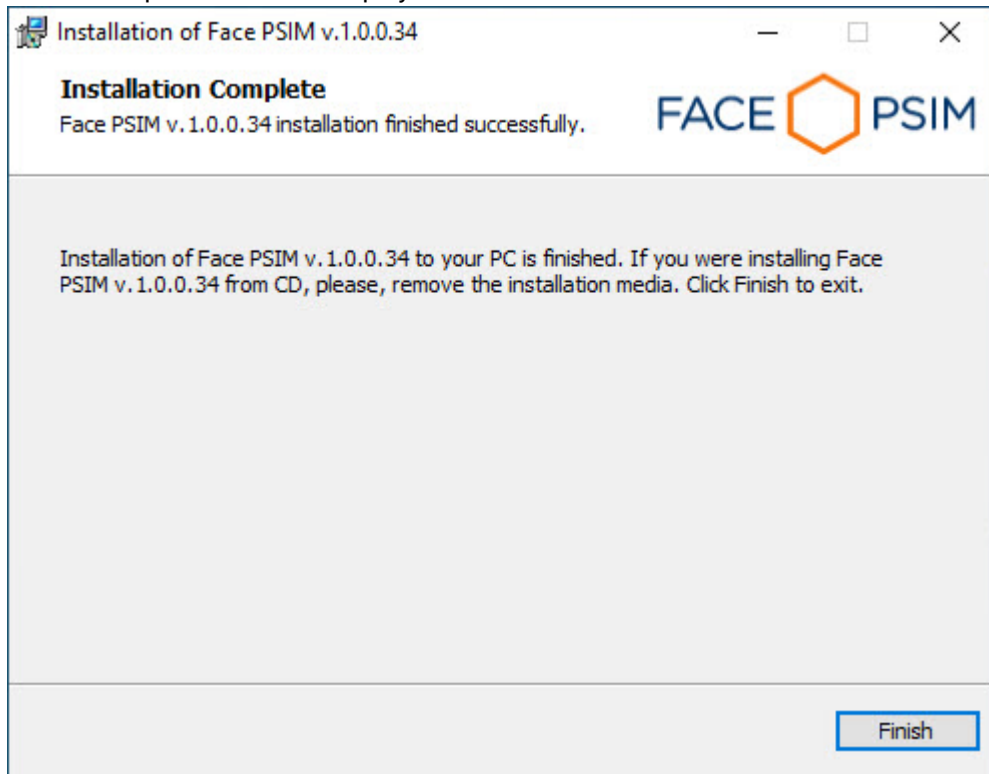 Installation of Face PSIM v.1.0.0.34
Installation Complete
Face PSIM v.1.0.0.34 installation finished successfully.
FACE PSIM
Installation of Face PSIM v.1.0.0.34 to your PC is finished. If you were installing Face
PSIM v.1.0.0.34 from CD, please, remove the installation media. Click Finish to exit.
Finish